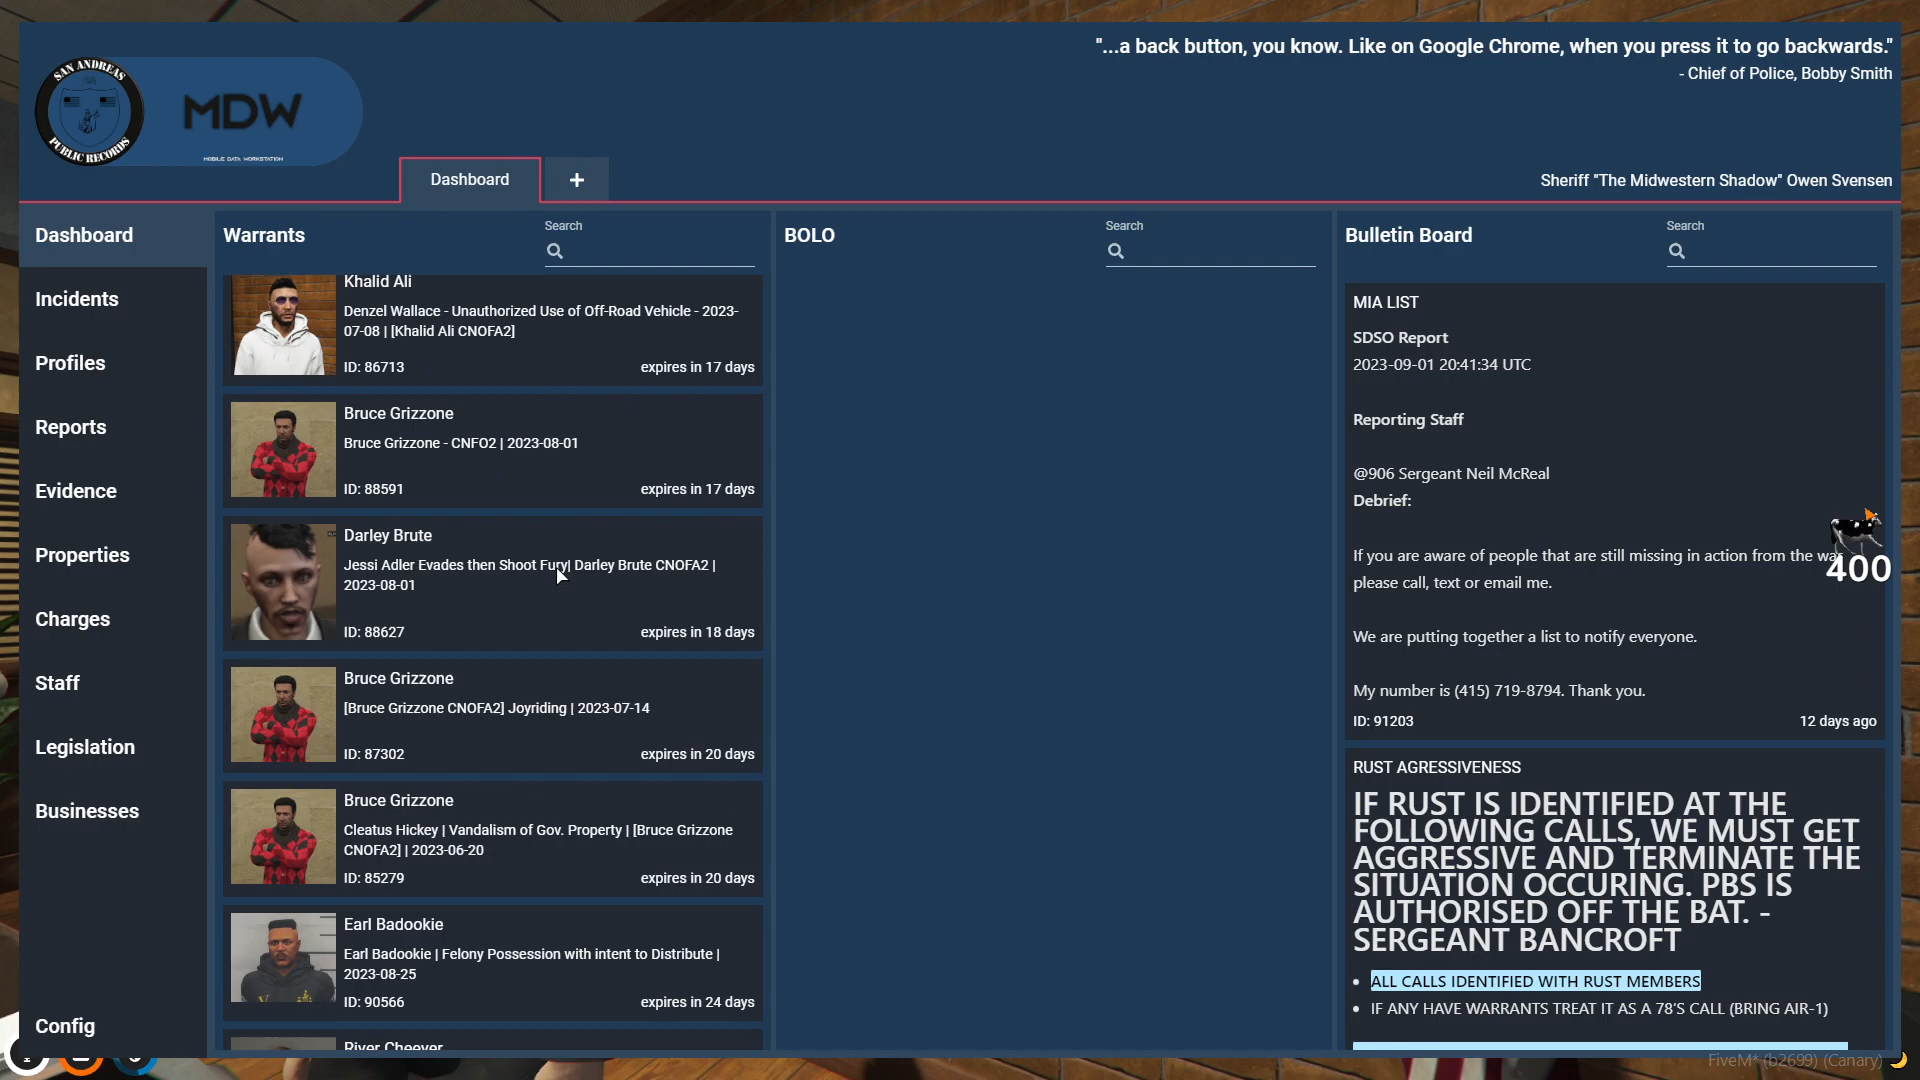 "...a back button, you know. Like on Google Chrome, when you press it to go backwards."
- Chief of Police, Bobby Smith
SAN ANDREAS
PUBLIC RECORDS
MDW
MOBILE DATA WORKSTATION
Dashboard
+
Sheriff "The Midwestern Shadow" Owen Svensen
Dashboard
Incidents
Profiles
Reports
Evidence
Properties
Charges
Staff
Legislation
Businesses
Config
Warrants
Search
Khalid Ali
Denzel Wallace - Unauthorized Use of Off-Road Vehicle - 2023-
07-08 | [Khalid Ali CNOFA2]
ID: 86713
expires in 17 days
Bruce Grizzone
Bruce Grizzone - CNFO2 | 2023-08-01
ID: 88591
expires in 17 days
Darley Brute
Jessi Adler Evades then Shoot Fury| Darley Brute CNOFA2 |
2023-08-01
ID: 88627
expires in 18 days
Bruce Grizzone
[Bruce Grizzone CNOFA2] Joyriding | 2023-07-14
ID: 87302
expires in 20 days
Bruce Grizzone
Cleatus Hickey | Vandalism of Gov. Property | [Bruce Grizzone
CNOFA2] | 2023-06-20
ID: 85279
expires in 20 days
Earl Badookie
Earl Badookie | Felony Possession with intent to Distribute |
2023-08-25
ID: 90566
expires in 24 days
River Cheever
BOLO
Search
Bulletin Board
Search
MIA LIST
SDSO Report
2023-09-01 20:41:34 UTC
Reporting Staff
@906 Sergeant Neil McReal
Debrief:
If you are aware of people that are still missing in action from the
please call, text or email me.
We are putting together a list to notify everyone.
My number is (415) 719-8794. Thank you.
ID: 91203
12 days ago
400
RUST AGRESSIVENESS
IF RUST IS IDENTIFIED AT THE
FOLLOWING CALLS, WE MUST GET
AGGRESSIVE AND TERMINATE THE
SITUATION OCCURING. PBS IS
AUTHORISED OFF THE BAT. -
SERGEANT BANCROFT
• ALL CALLS IDENTIFIED WITH RUST MEMBERS
• IF ANY HAVE WARRANTS TREAT IT AS A 78'S CALL (BRING AIR-1)
FiveM* (b2699) (Canary)